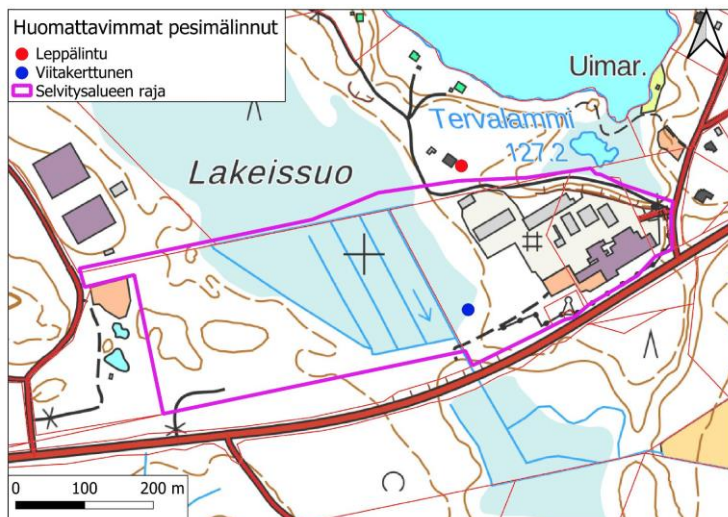 Huomattavimmat pesimälinnut
Leppälintu
Viitakerttunen
Selvitysalueen raja
Uimar.
Tervalammi
127.2
Lakeissuo
0 100 200 m